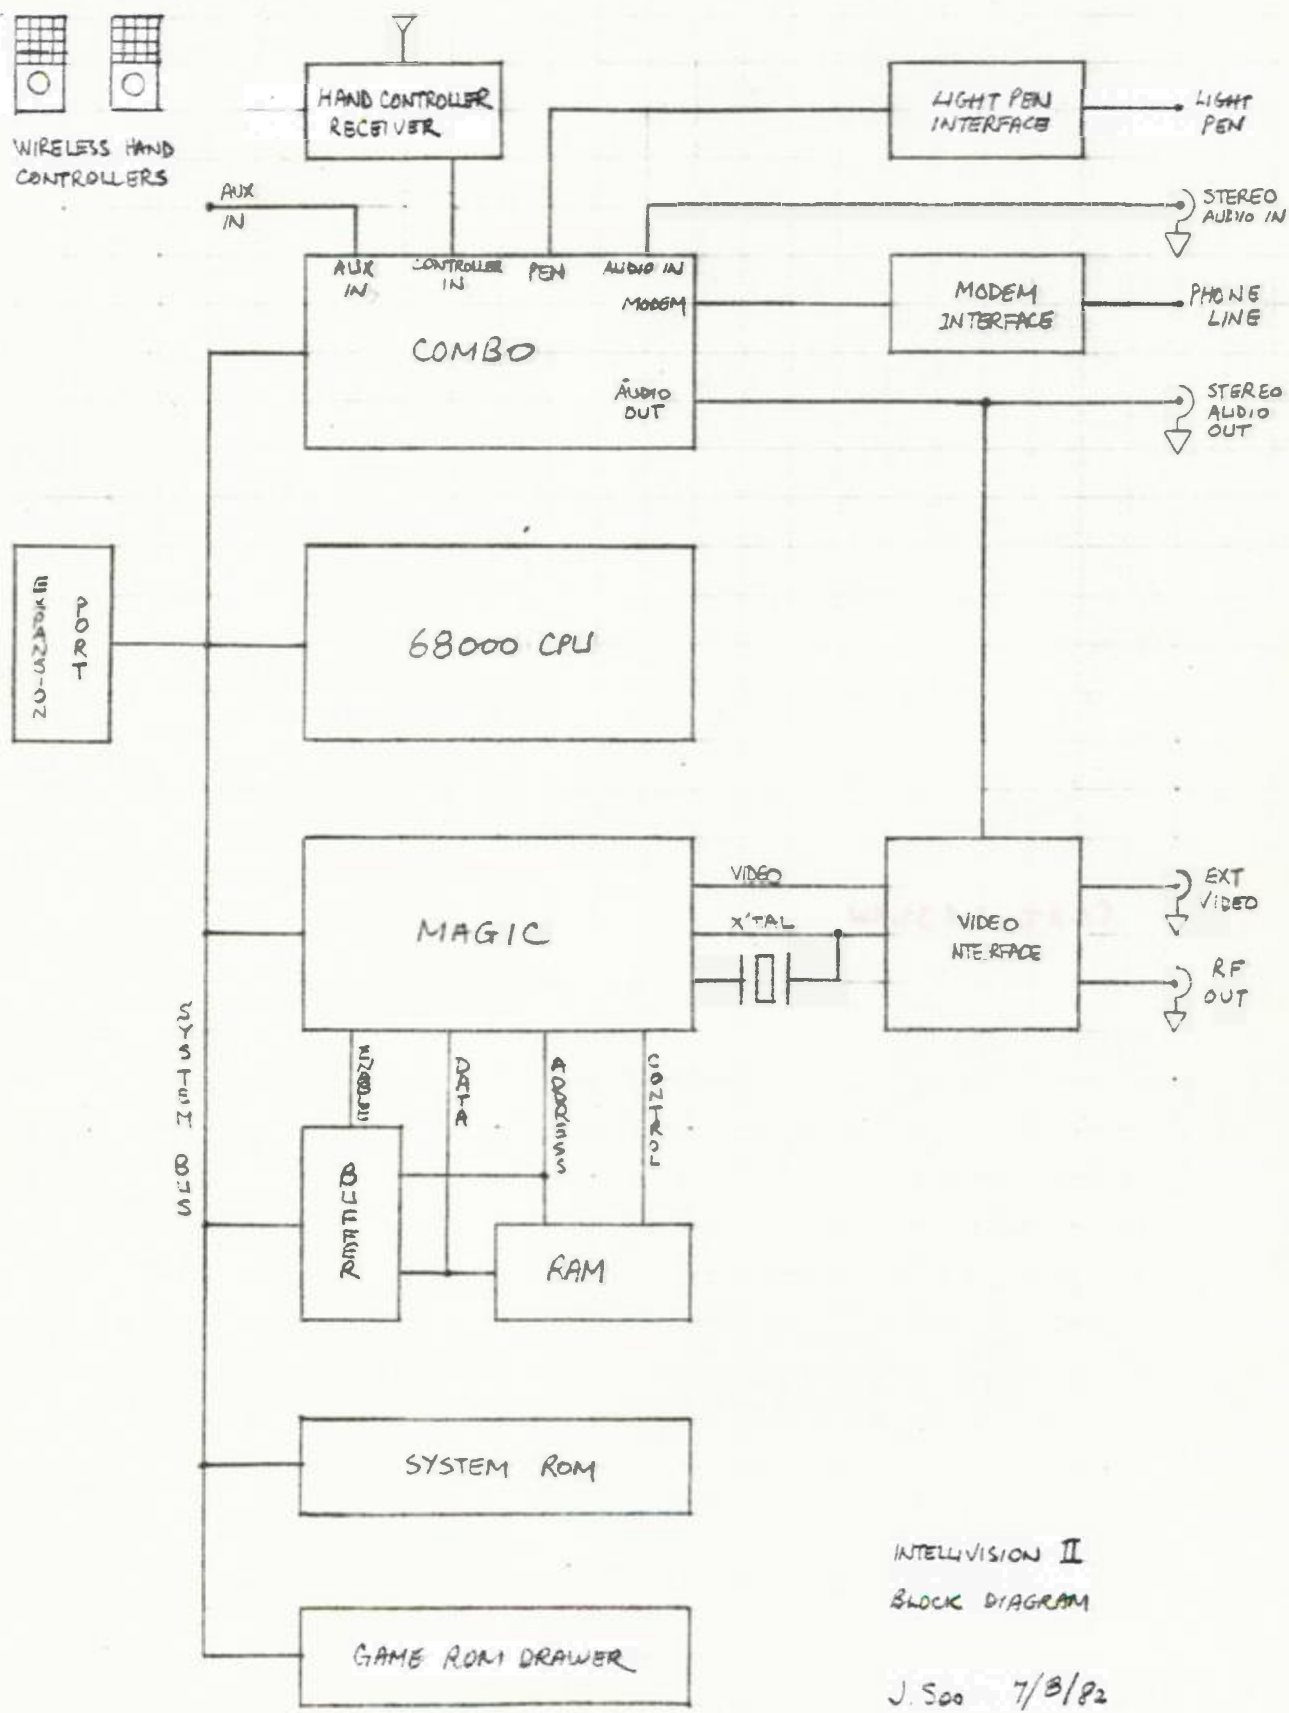 WIRELESS HAND
CONTROLLERS
HAND CONTROLLER
RECEIVER
LIGHT PEN
INTERFACE
LIGHT
PEN
AUX
IN
STEREO
AUDIO IN
AUX
IN
CONTROLLER
IN
PEN
AUDIO IN
MODEM
COMBO
AUDIO
OUT
MODEM
INTERFACE
PHONE
LINE
STEREO
AUDIO
OUT
EXPANSION
PORT
68000 CPU
MAGIC
VIDEO
X'TAL
VIDEO
NTERFACE
EXT
VIDEO
RF
OUT
SYSTEM BUS
ENABLE
DATA
ADDRESS
CONTROL
BUFFER
RAM
SYSTEM ROM
GAME ROM DRAWER
INTELLIVISION II
BLOCK DIAGRAM
J. Soo 7/8/82